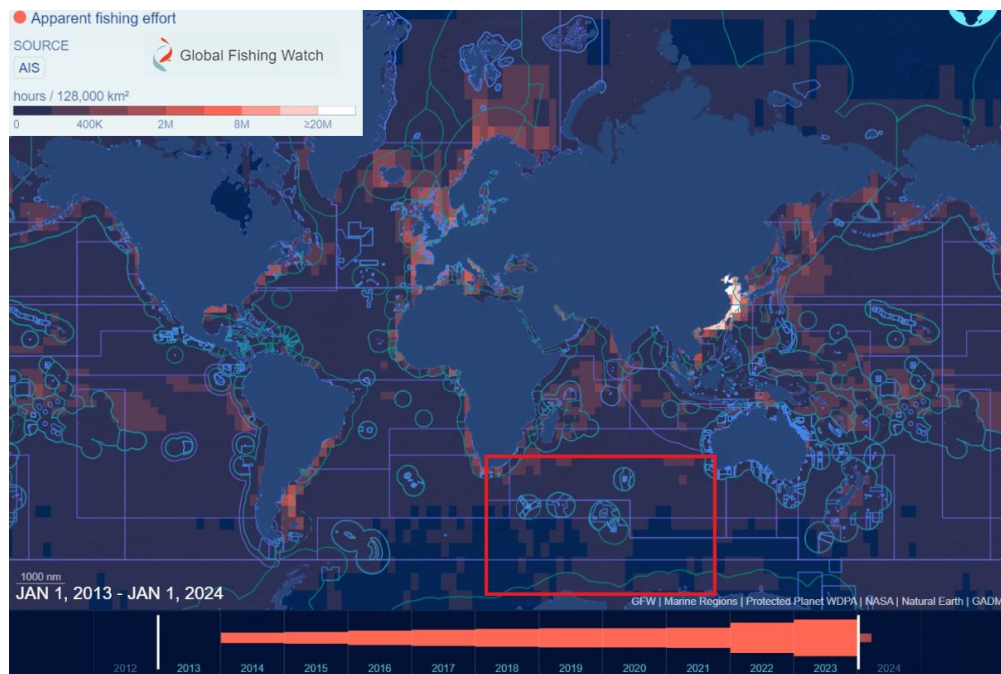 Apparent fishing effort
SOURCE
AIS
Global Fishing Watch
hours / 128,000 km²
0 400K 2M 8M ≥20M
1000 nm
JAN 1, 2013 - JAN 1, 2024
GFW | Marine Regions | Protected Planet WDPA | NASA | Natural Earth | GADM
2012 2013 2014 2015 2016 2017 2018 2019 2020 2021 2022 2023 2024